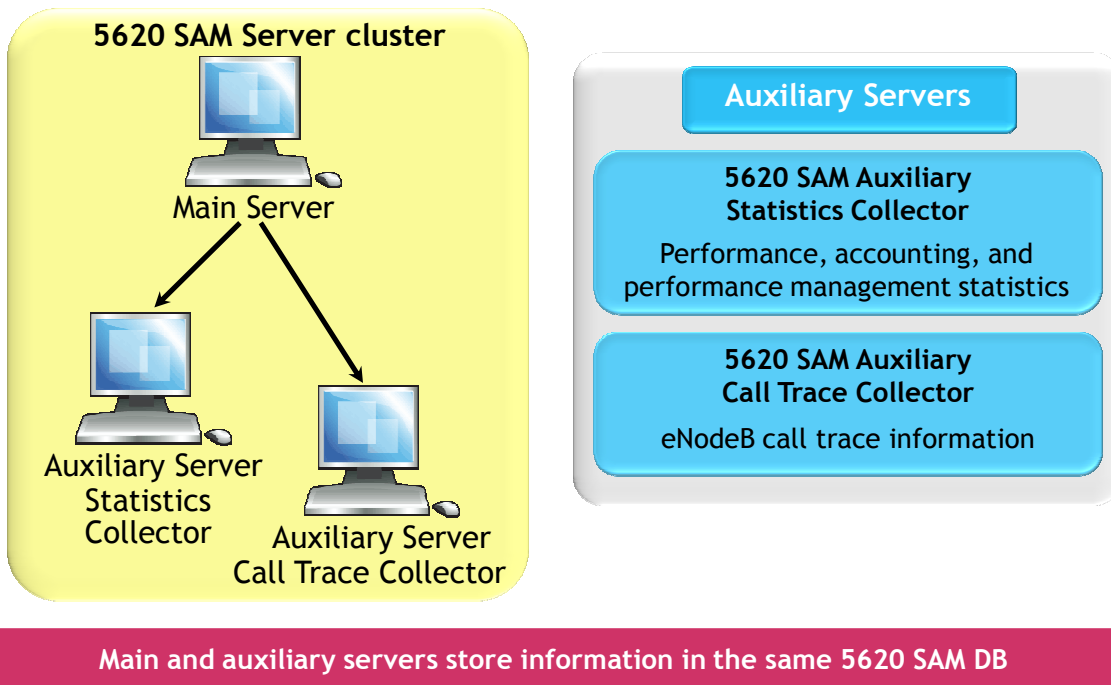 5620 SAM Server cluster
Main Server
Auxiliary Server
Statistics
Collector
Auxiliary Server
Call Trace Collector
Auxiliary Servers
5620 SAM Auxiliary
Statistics Collector
Performance, accounting, and
performance management statistics
5620 SAM Auxiliary
Call Trace Collector
eNodeB call trace information
Main and auxiliary servers store information in the same 5620 SAM DB